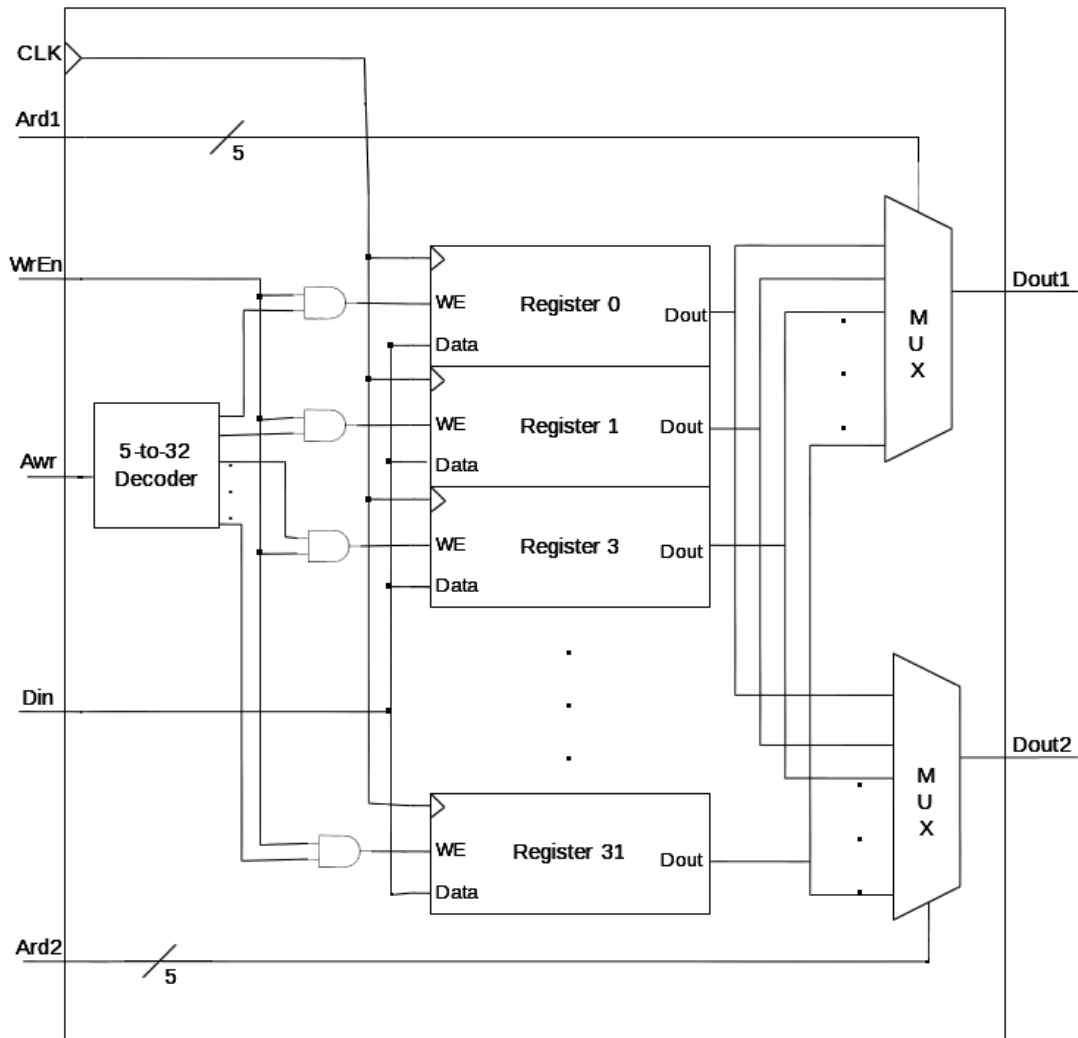 CLK
Ard1
5
WrEn
WE
Register 0
Dout
Data
Dout1
M
U
X
WE
Register 1
Dout
Data
5-to-32
Decoder
Awr
WE
Register 3
Dout
Data
Din
Dout2
M
U
X
WE
Register 31
Dout
Data
Ard2
5